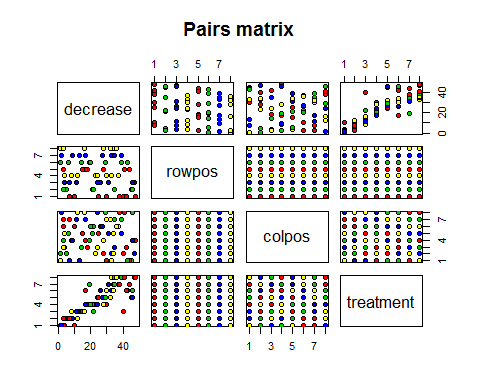 Pairs matrix
1 3 5 7
1 3 5 7
decrease
0 20 40
1 4 7
rowpos
colpos
1 4 7
1 4 7
treatment
0 20 40
1 3 5 7